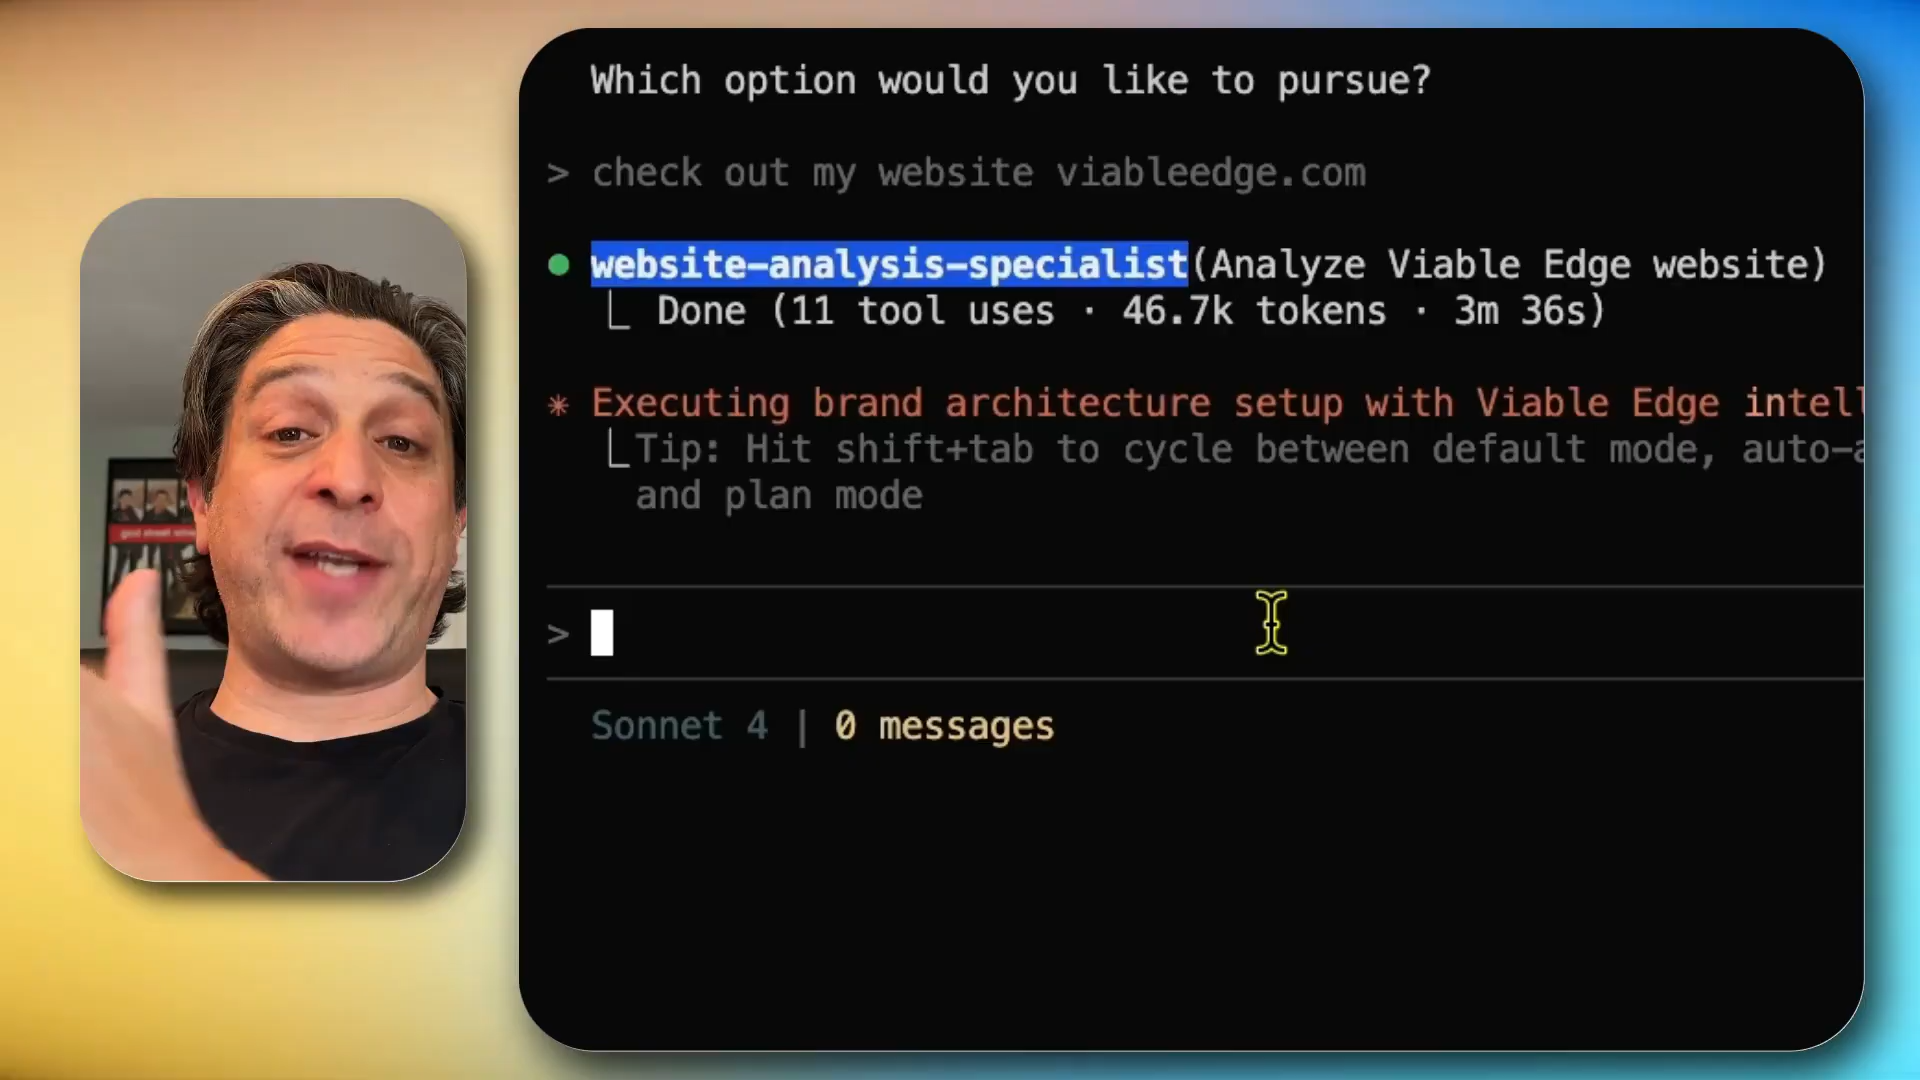 Which option would you like to pursue?
> check out my website viableedge.com
website-analysis-specialist(Analyze Viable Edge website)
Done (11 tool uses · 46.7k tokens · 3m 36s)
* Executing brand architecture setup with Viable Edge intell
Tip: Hit shift+tab to cycle between default mode, auto-a
and plan mode
>
Sonnet 4 | 0 messages